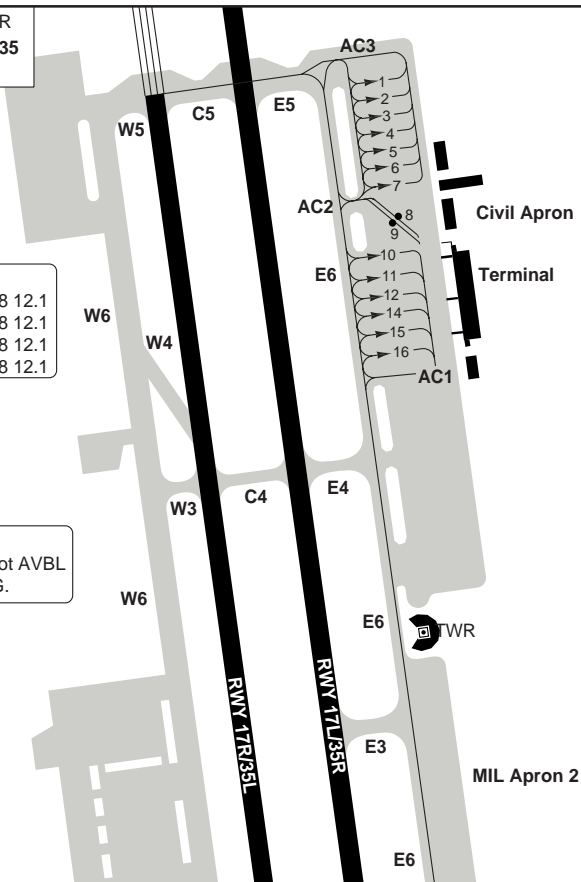 R
35
AC3
1
2
3
4
5
6
7
W5
C5
E5
AC2
8
9
Civil Apron
10
Terminal
E6
11
12
14
15
16
8 12.1
8 12.1
8 12.1
8 12.1
W6
W4
AC1
W3
C4
E4
ot AVBL
G.
W6
E6
TWR
RWY 17R/35L
RWY 17L/35R
E3
MIL Apron 2
E6